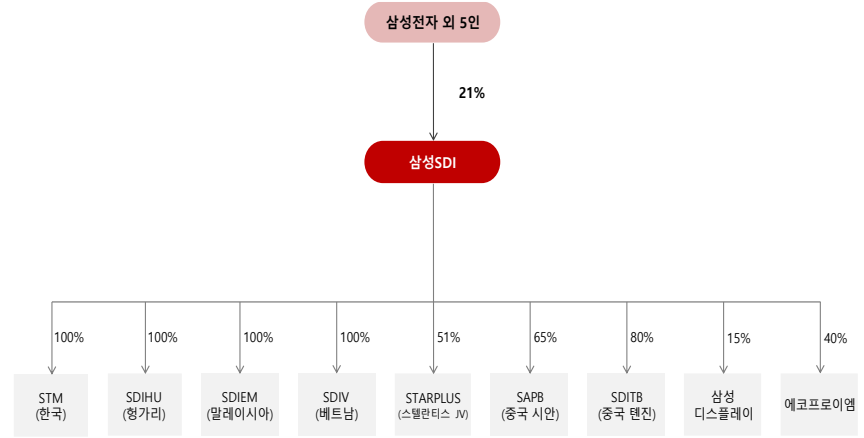 삼성전자 외 5인
21%
삼성SDI
100%
100%
100%
100%
51%
65%
80%
15%
40%
STM
(한국)
SDIHU
(헝가리)
SDIEM
(말레이시아)
SDIV
(베트남)
STARPLUS
(스텔란티스 JV)
SAPB
(중국 시안)
SDITB
(중국 톈진)
삼성
디스플레이
에코프로이엠